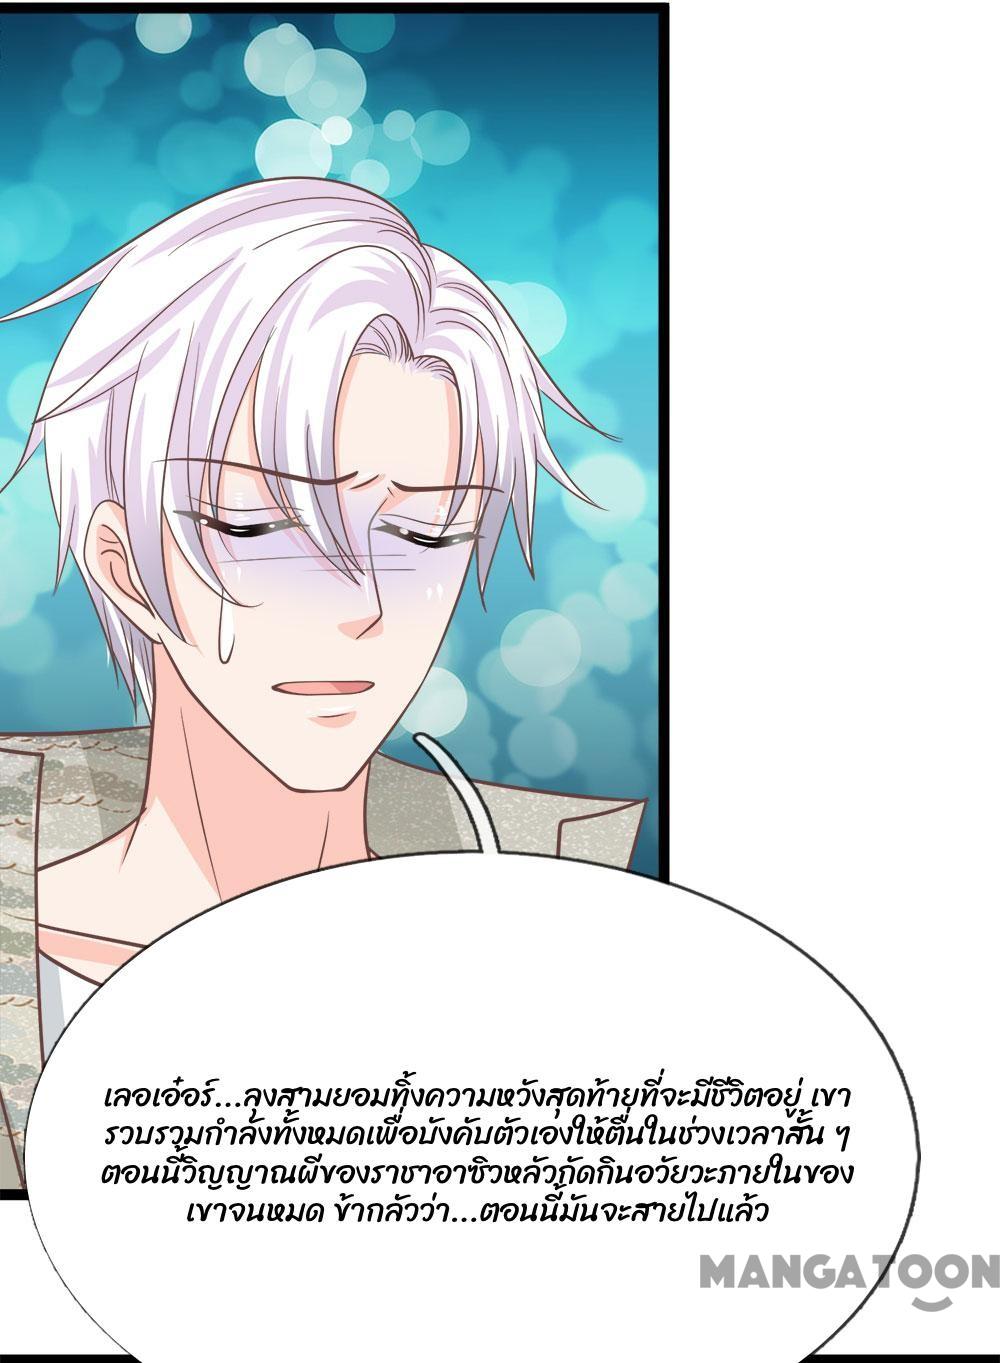 เลอเอ๋อร์...ลุงสามยอมทิ้งความหวังสุดท้ายที่จะมีชีวิตอยู่ เขา
รวบรวมกำลังทั้งหมดเพื่อบังคับตัวเองให้ตื่นในช่วงเวลาสั้น ๆ
ตอนนี้วิญญาณผีของราชาอาซิวหลัวกัดกินอวัยวะภายในของ
เขาจนหมด ข้ากลัวว่า...ตอนนี้มันจะสายไปแล้ว
MANGATOON